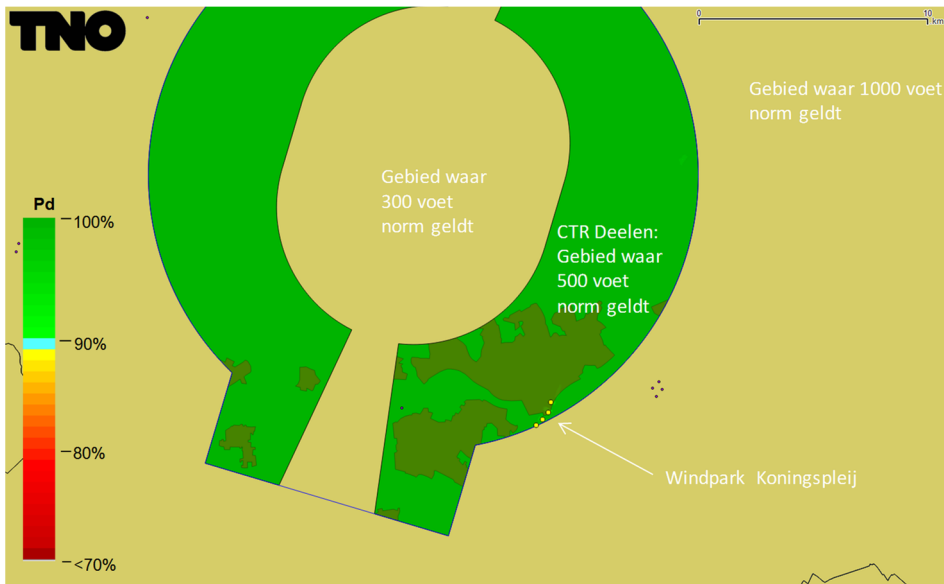 TNO
0
10
km
Gebied waar 1000 voet
norm geldt
Gebied waar
300 voet
norm geldt
CTR Deelen:
Gebied waar
500 voet
norm geldt
Pd
100%
90%
80%
<70%
Windpark Koningspleij